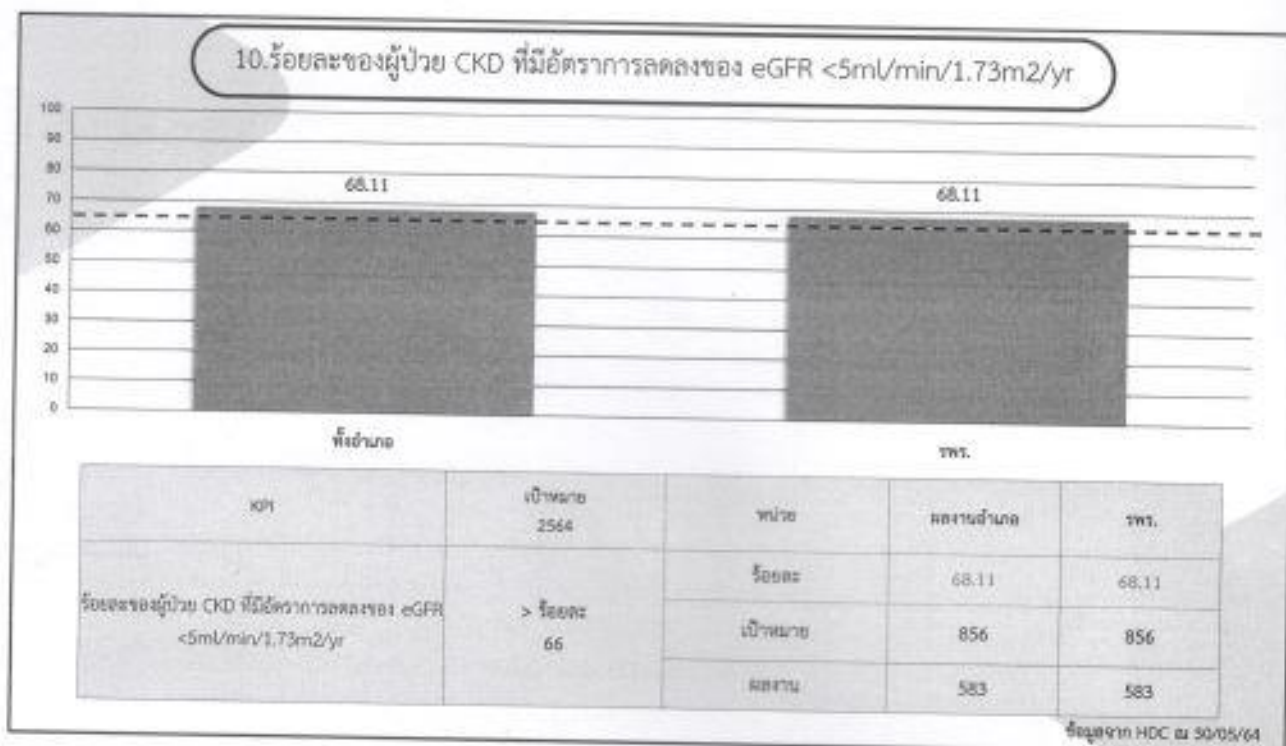 10.ร้อยละของผู้ป่วย CKD ที่มีอัตราการลดลงของ eGFR <5ml/min/1.73m2/yr
100
90
80
70
60
50
40
30
20
10
0
68.11
68.11
ทั้งอำเภอ
รพร.
KPI
เป้าหมาย
2564
หน่วย
ผลงานอำเภอ
รพร.
ร้อยละของผู้ป่วย CKD ที่มีอัตราการลดลงของ eGFR
<5ml/min/1.73m2/yr
> ร้อยละ
66
ร้อยละ
68.11
68.11
เป้าหมาย
856
856
ผลงาน
583
583
ข้อมูลจาก HDC ณ 30/05/64